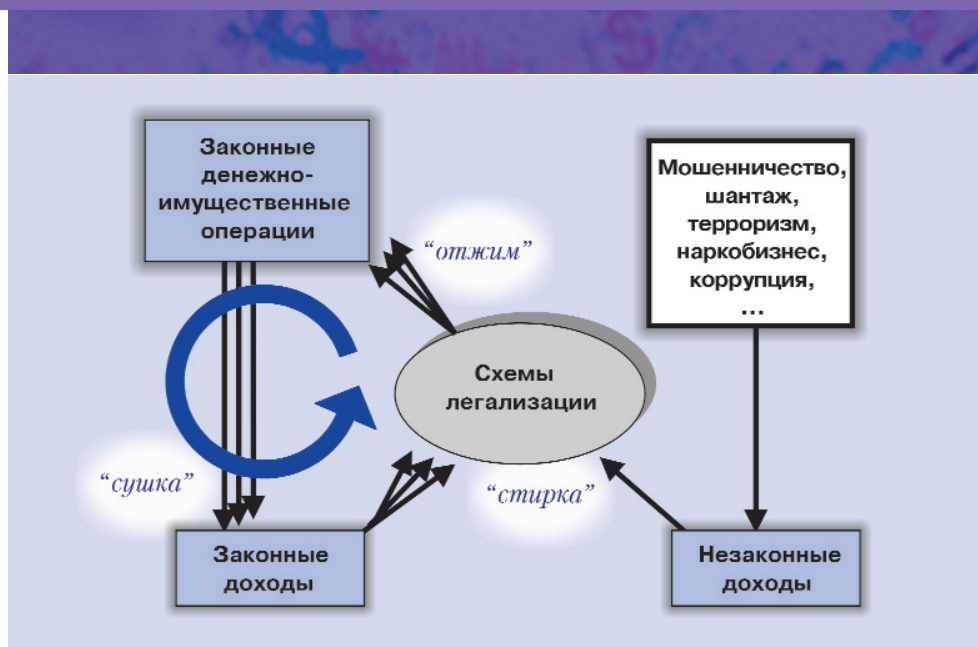 Законные
денежно-
имущественные
операции
Мошенничество,
шантаж,
терроризм,
наркобизнес,
коррупция,
...
“отжим”
Схемы
легализации
“сушка”
“стирка”
Законные
доходы
Незаконные
доходы